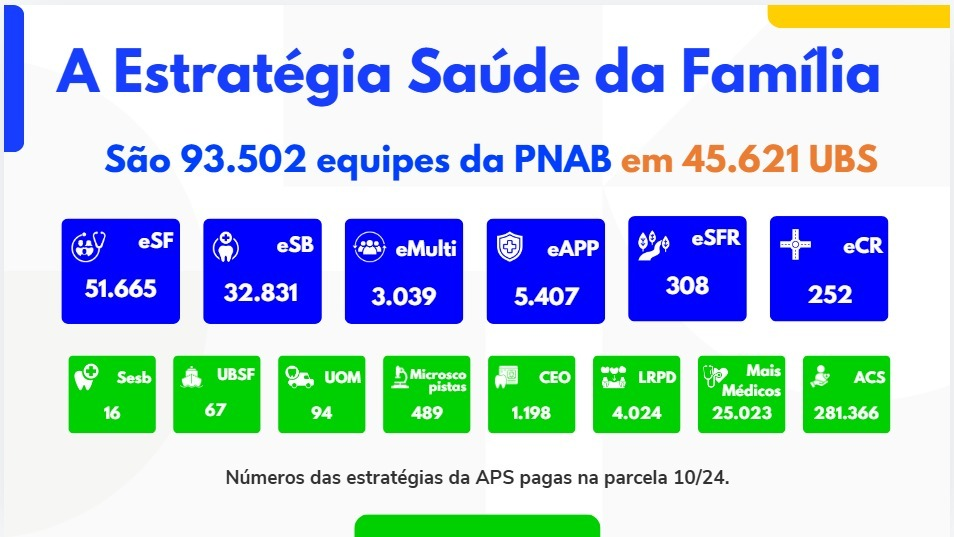 A Estratégia Saúde da Família
São 93.502 equipes da PNAB em 45.621 UBS
eSF
51.665
eSB
32.831
eMulti
3.039
eAPP
5.407
eSFR
308
eCR
252
Sesb
16
UBSF
67
UOM
94
Microsco
pistas
489
CEO
1.198
LRPD
4.024
Mais
Médicos
25.023
ACS
281.366
Números das estratégias da APS pagas na parcela 10/24.